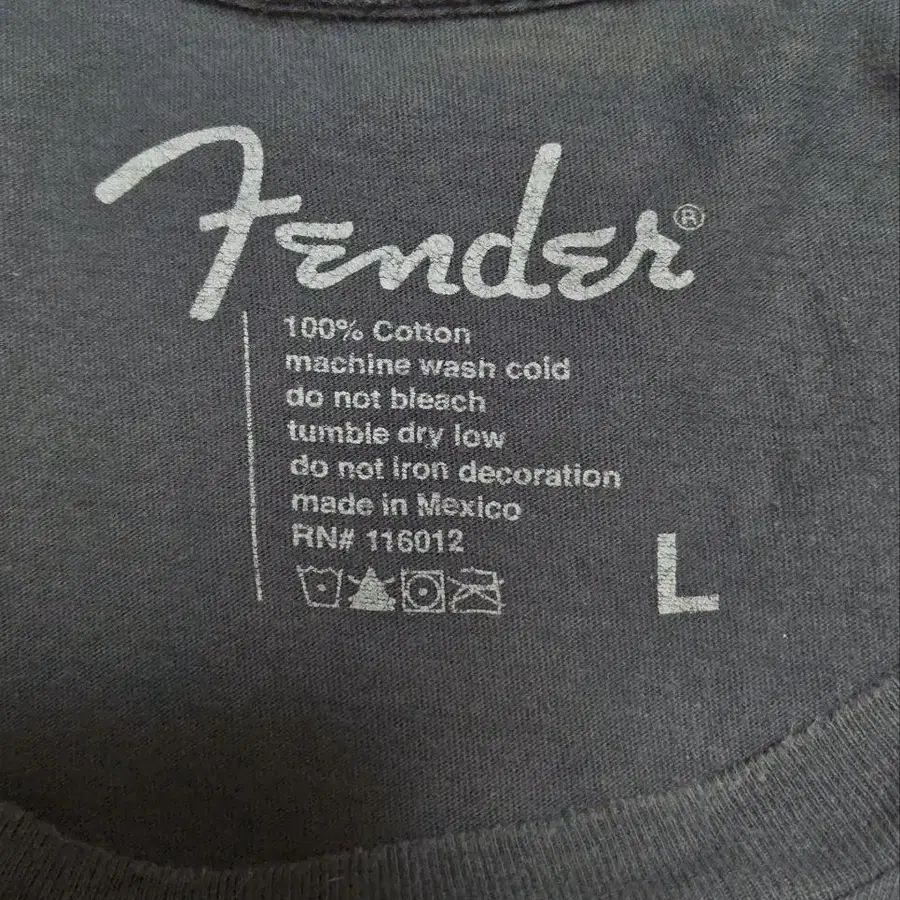 Fender®
100% Cotton
machine wash cold
do not bleach
tumble dry low
do not iron decoration
made in Mexico
RN# 116012
L